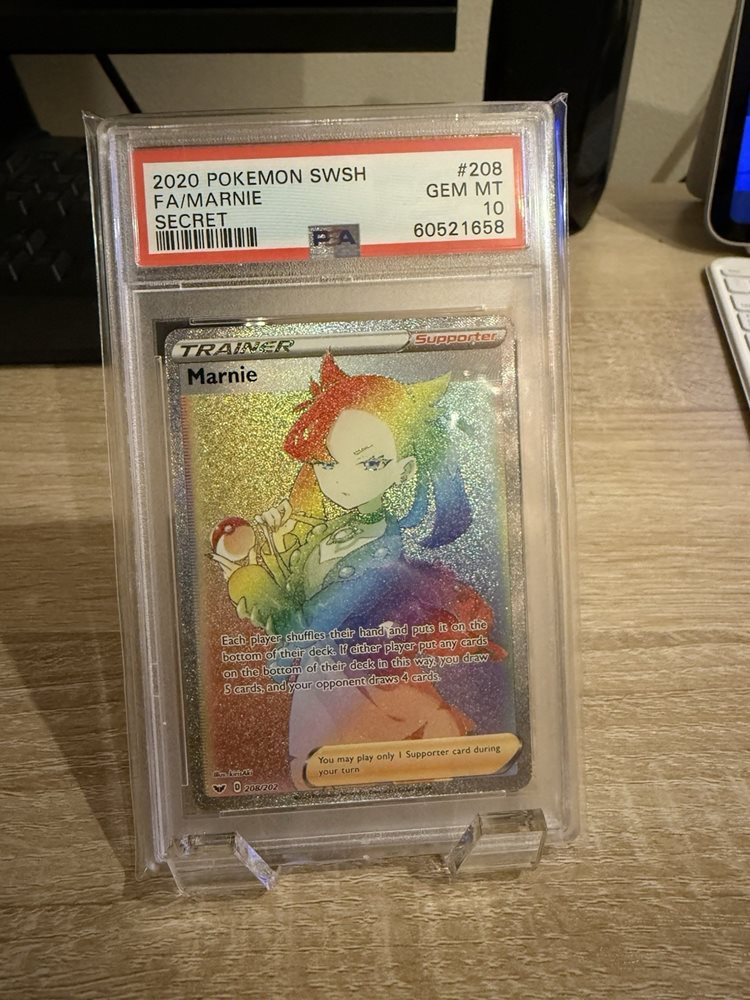 2020 POKEMON SWSH #208
FA/MARNIE GEM MT
SECRET 10
60521658
PSA
TRAINER Supporter
Marnie
Each player shuffles their hand and puts it on the
bottom of their deck. If either player put any cards
on the bottom of their deck in this way, you draw
5 cards, and your opponent draws 4 cards.
You may play only 1 Supporter card during
your turn
Illus. kirisAki
D 208/202